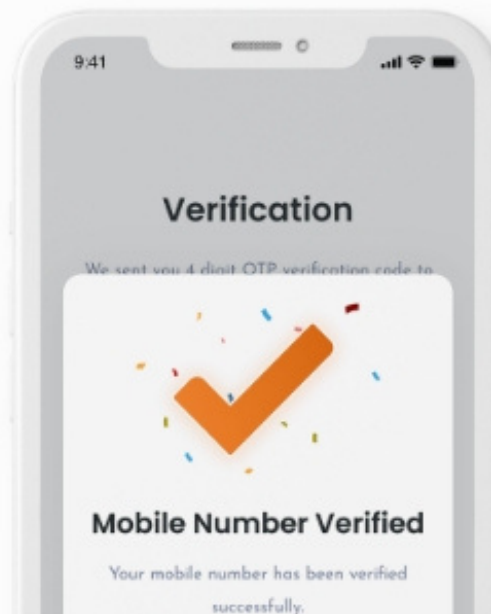 9:41
Verification
We sent you 4 digit OTP verification code to
Mobile Number Verified
Your mobile number has been verified
successfully.